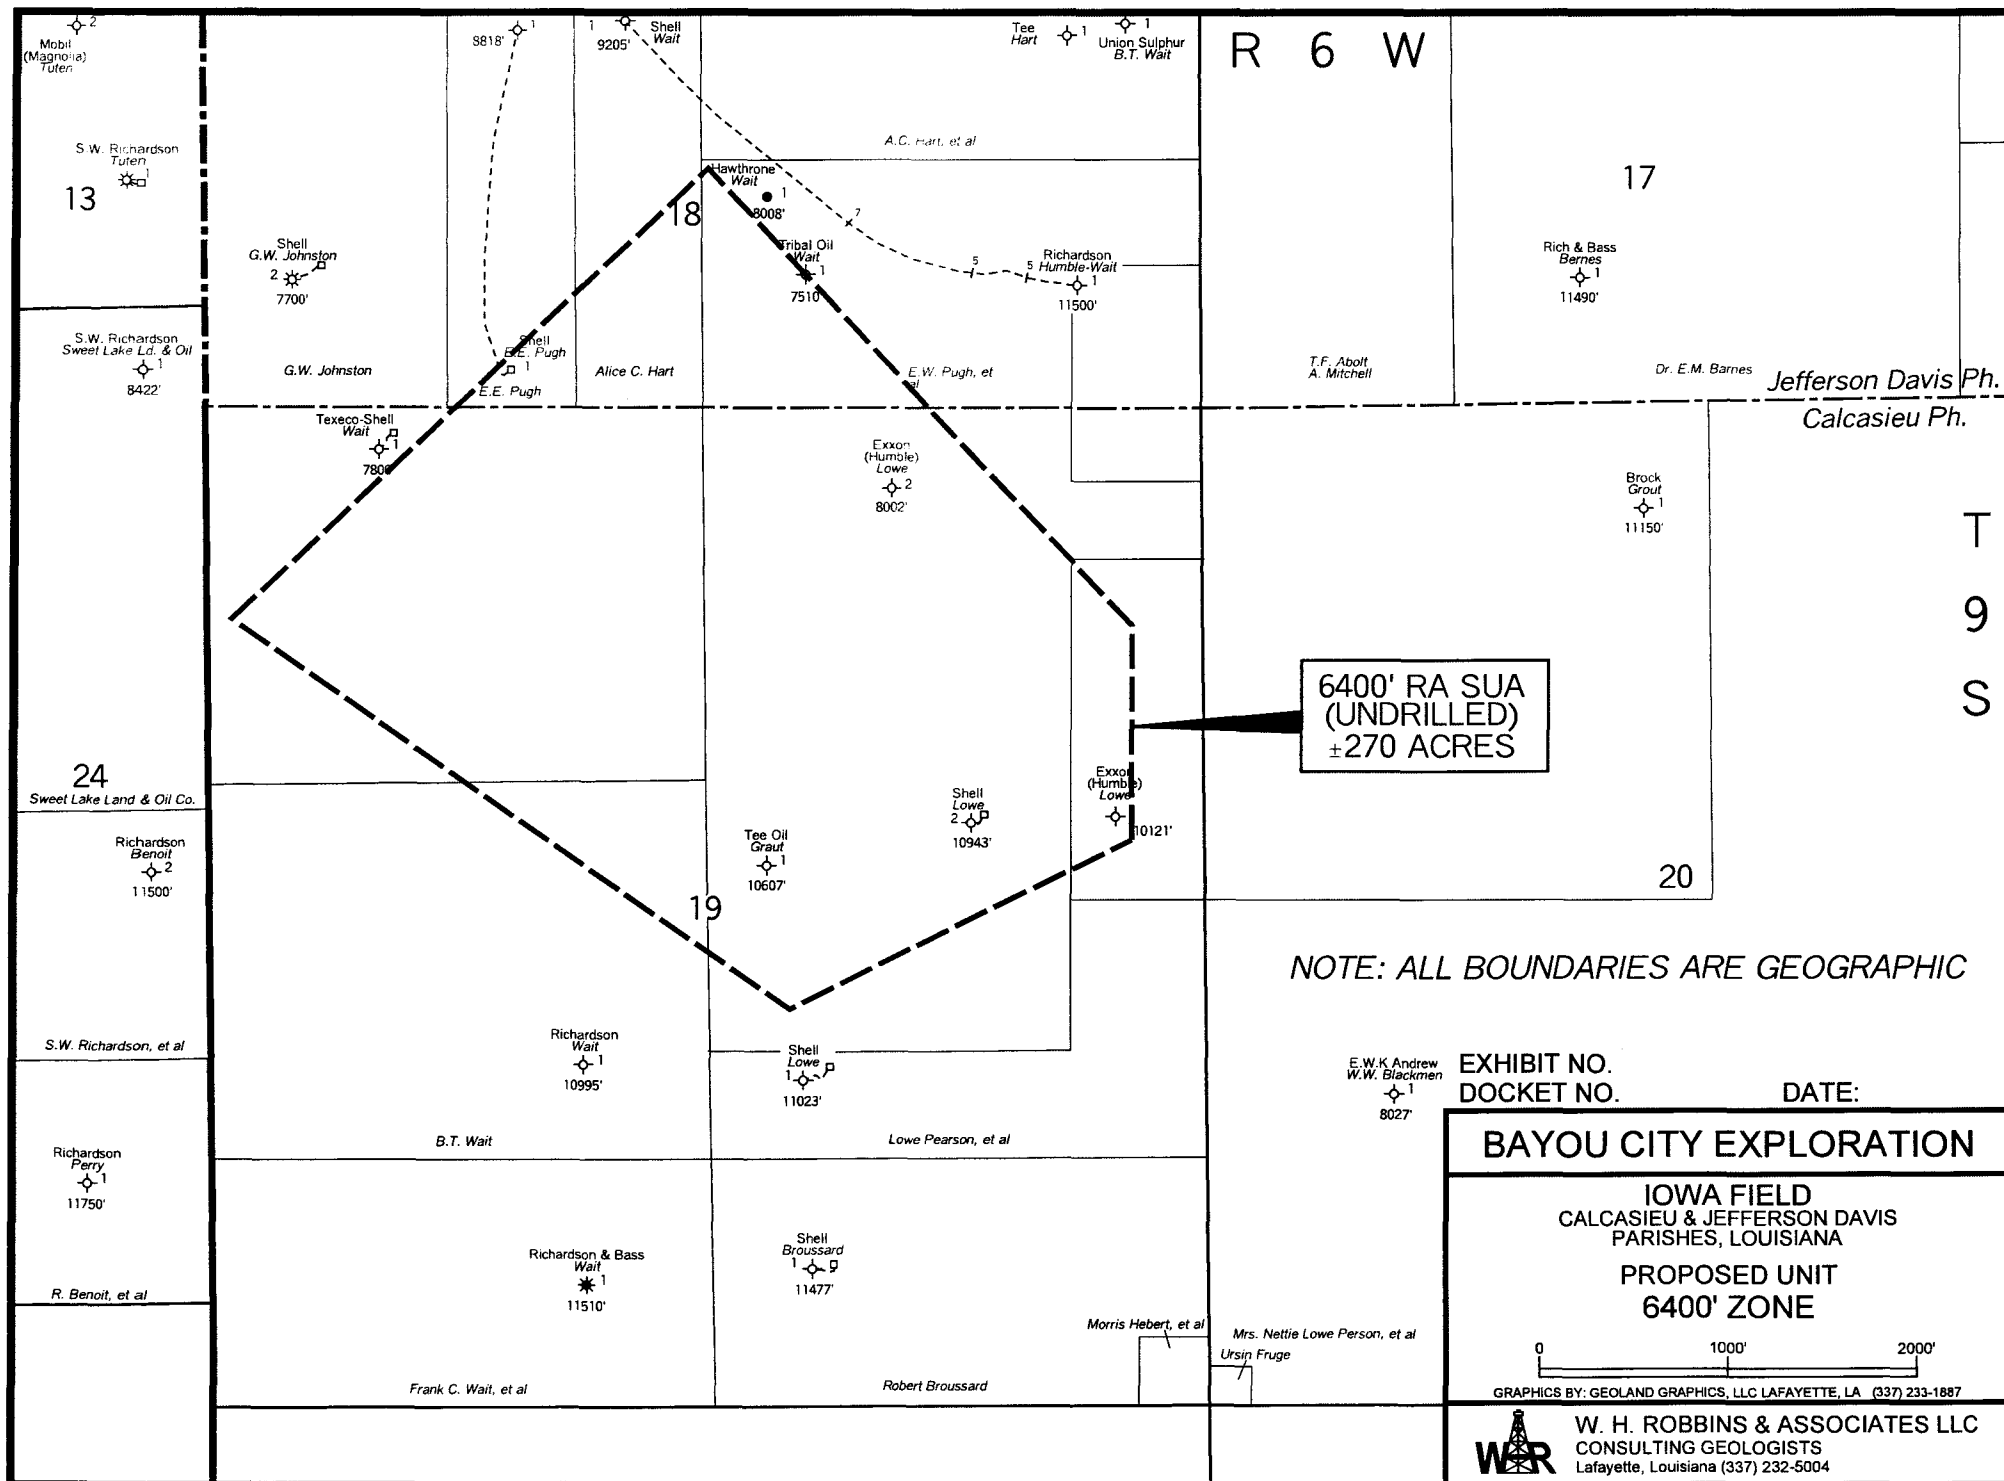 2
Mobil
(Magnolia)
Tuten
8818'
1
1
9205'
Shell
Wait
Tee
Hart
1
1
Union Sulphur
B.T. Wait
R 6 W
S.W. Richardson
Tuten
1
13
A.C. Hart, et al
Hawthrone
Wait
1
8008'
18
7
17
Shell
G.W. Johnston
2
7700'
Tribal Oil
Wait
1
7510'
5
5
Richardson
Humble-Wait
1
11500'
Rich & Bass
Bernes
1
11490'
S.W. Richardson
Sweet Lake Ld. & Oil
1
8422'
G.W. Johnston
Shell
E.E. Pugh
1
E.E. Pugh
Alice C. Hart
E.W. Pugh, et
al
T.F. Abolt
A. Mitchell
Dr. E.M. Barnes
Jefferson Davis Ph.
Calcasieu Ph.
Texeco-Shell
Wait
1
7800'
Exxon
(Humble)
Lowe
2
8002'
Brock
Grout
1
11150'
T
9
S
6400' RA SUA
(UNDRILLED)
±270 ACRES
24
Sweet Lake Land & Oil Co.
Exxon
(Humble)
Lowe
1
10121'
Shell
Lowe
2
10943'
Richardson
Benoit
2
11500'
Tee Oil
Graut
1
10607'
20
19
NOTE: ALL BOUNDARIES ARE GEOGRAPHIC
S.W. Richardson, et al
Richardson
Wait
1
10995'
Shell
Lowe
1
11023'
E.W.K Andrew
W.W. Blackmen
1
8027'
EXHIBIT NO.
DOCKET NO. DATE:
B.T. Wait
Lowe Pearson, et al
Richardson
Perry
1
11750'
BAYOU CITY EXPLORATION
IOWA FIELD
CALCASIEU & JEFFERSON DAVIS
PARISHES, LOUISIANA
PROPOSED UNIT
6400' ZONE
Richardson & Bass
Wait
1
11510'
Shell
Broussard
1
11477'
R. Benoit, et al
Morris Hebert, et al
Mrs. Nettie Lowe Person, et al
Ursin Fruge
Frank C. Wait, et al
Robert Broussard
0 1000' 2000'
GRAPHICS BY: GEOLAND GRAPHICS, LLC LAFAYETTE, LA (337) 233-1887
WHR
W. H. ROBBINS & ASSOCIATES LLC
CONSULTING GEOLOGISTS
Lafayette, Louisiana (337) 232-5004